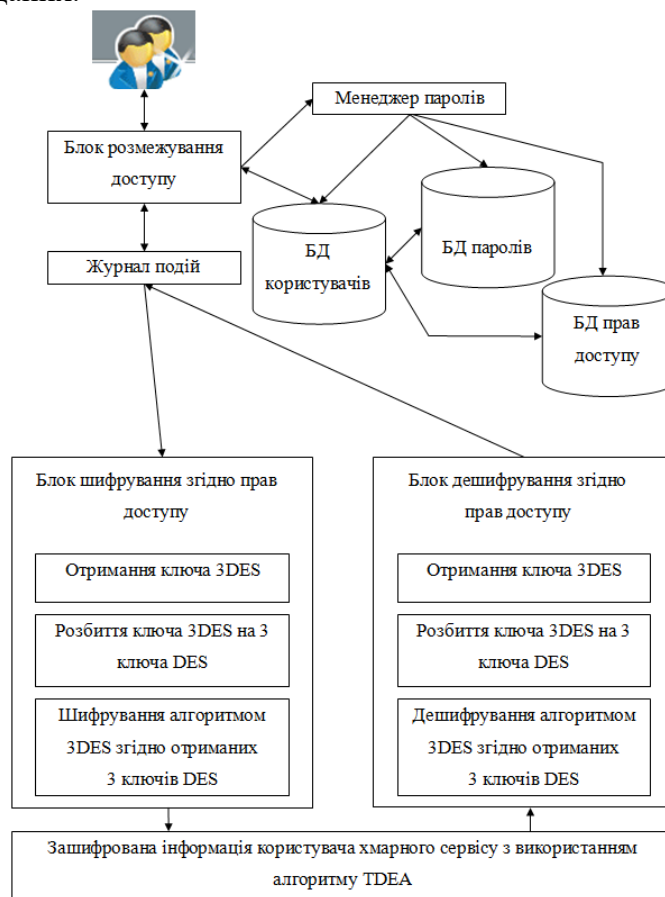 Менеджер паролів
Блок розмежування
доступу
Журнал подій
БД
користувачів
БД паролів
БД прав
доступу
Блок шифрування згідно прав
доступу
Отримання ключа 3DES
Розбиття ключа 3DES на 3
ключа DES
Шифрування алгоритмом
3DES згідно отриманих
3 ключів DES
Блок дешифрування згідно
прав доступу
Отримання ключа 3DES
Розбиття ключа 3DES на 3
ключа DES
Дешифрування алгоритмом
3DES згідно отриманих
3 ключів DES
Зашифрована інформація користувача хмарного сервісу з використанням
алгоритму TDEA